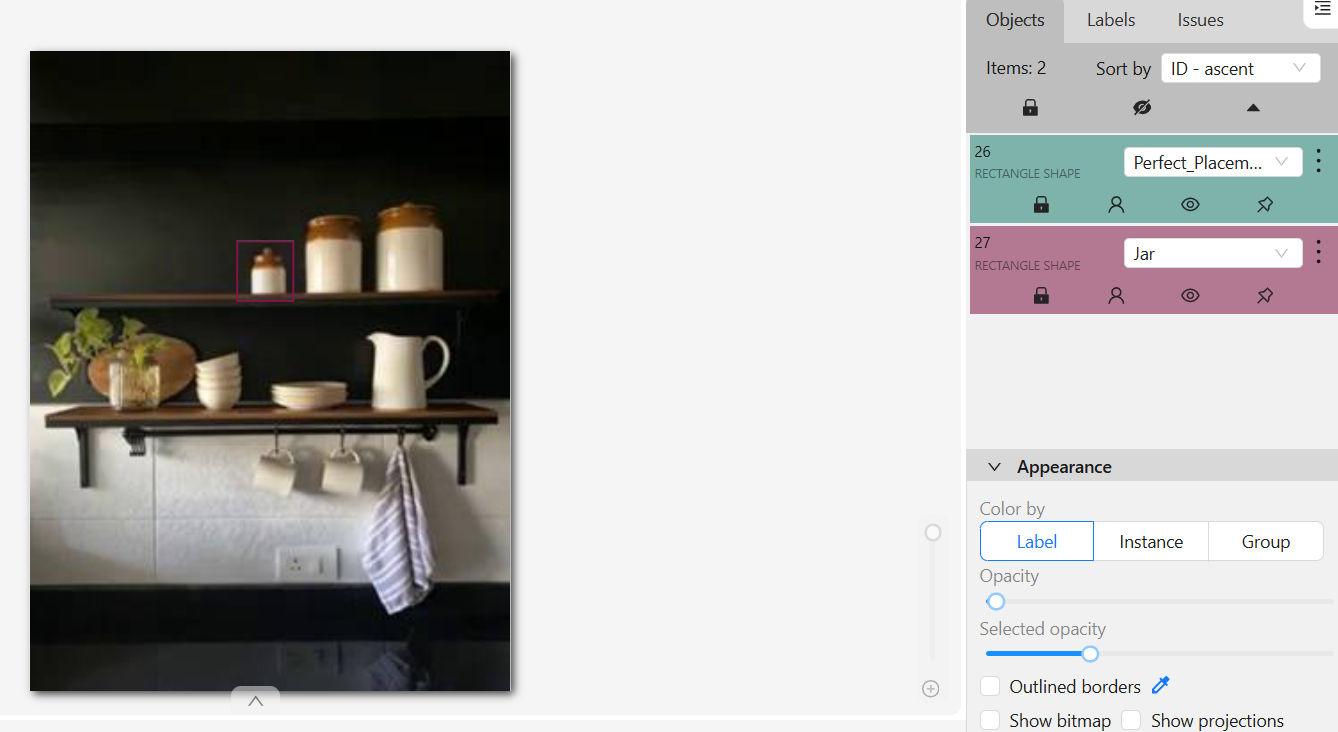 Objects Labels Issues
Items: 2 Sort by ID - ascent
26 Perfect_Placem...
RECTANGLE SHAPE
27 Jar
RECTANGLE SHAPE
Appearance
Color by
Label Instance Group
Opacity
Selected opacity
Outlined borders
Show bitmap Show projections